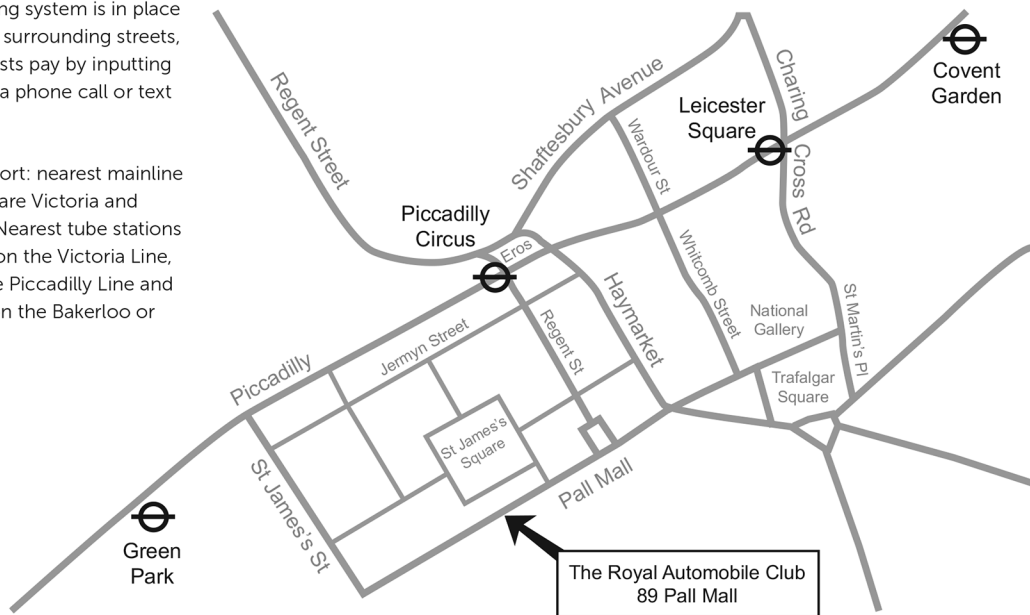 ng system is in place
surrounding streets,
sts pay by inputting
a phone call or text
ort: nearest mainline
are Victoria and
Nearest tube stations
on the Victoria Line,
e Piccadilly Line and
n the Bakerloo or
Regent Street
Shaftesbury Avenue
Charing
Cross Rd
Covent
Garden
Leicester
Square
Wardour St
Piccadilly
Circus
Eros
Whitcomb Street
Haymarket
National
Gallery
St Martin's Pl
Trafalgar
Square
Regent St
Jermyn Street
Piccadilly
St James's
Square
St James's St
Pall Mall
Green
Park
The Royal Automobile Club
89 Pall Mall